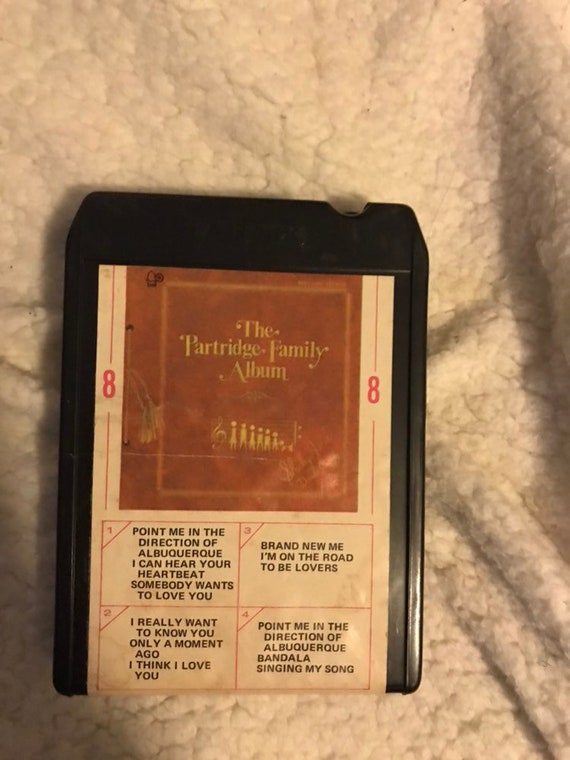 The
Partridge Family
Album
8
8
1
POINT ME IN THE
DIRECTION OF
ALBUQUERQUE
I CAN HEAR YOUR
HEARTBEAT
SOMEBODY WANTS
TO LOVE YOU
2
I REALLY WANT
TO KNOW YOU
ONLY A MOMENT
AGO
I THINK I LOVE
YOU
3
BRAND NEW ME
I'M ON THE ROAD
TO BE LOVERS
4
POINT ME IN THE
DIRECTION OF
ALBUQUERQUE
BANDALA
SINGING MY SONG